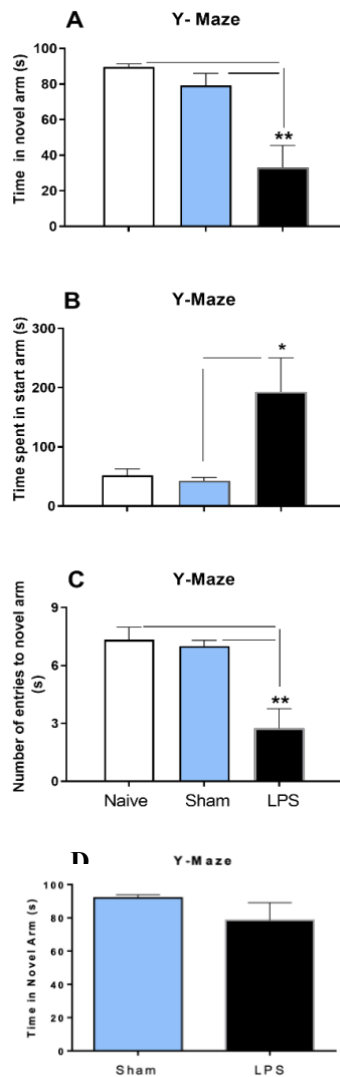 A
Y- Maze
Time in novel arm (s)
100
80
60
40
20
0
**
B
Y-Maze
Time spent in start arm (s)
300
200
100
0
*
C
Y-Maze
Number of entries to novel arm
(s)
9
6
3
0
**
Naive Sham LPS
D
Y-Maze
Time in Novel Arm (s)
100
80
60
40
20
0
Sham LPS